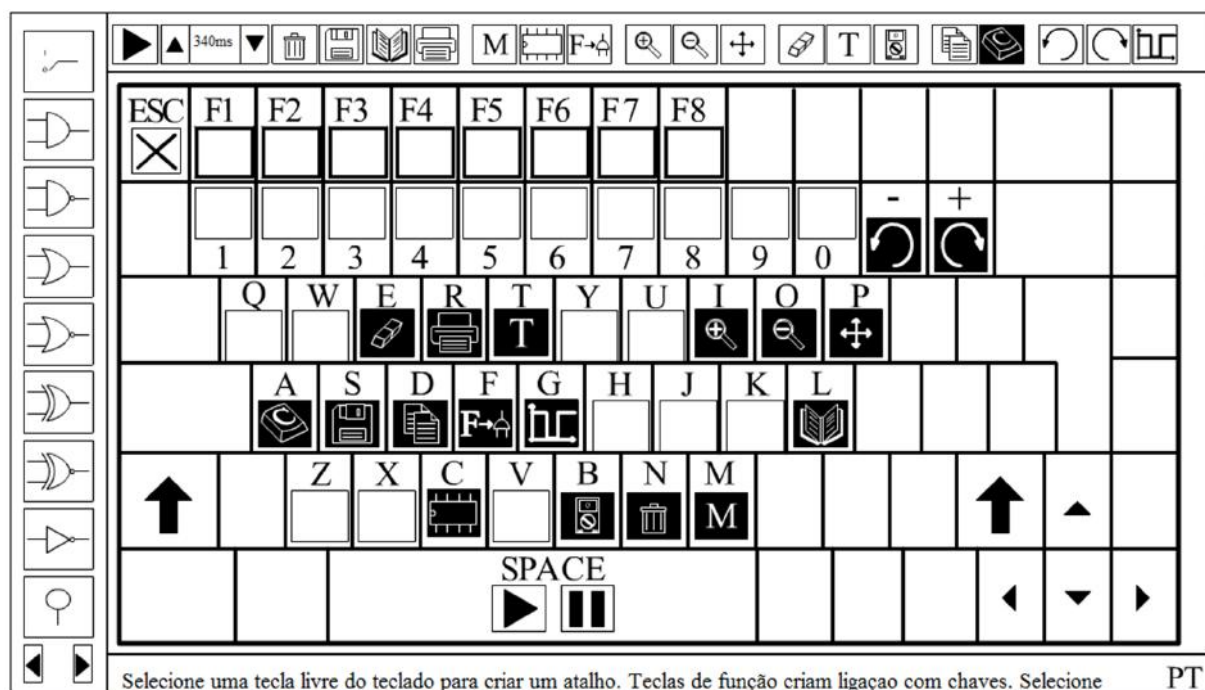 340ms M F T
ESC F1 F2 F3 F4 F5 F6 F7 F8
- +
1 2 3 4 5 6 7 8 9 0
Q W E R T Y U I O P
T
A S D F G H J K L
C F
Z X C V B N M
M
SPACE
Selecione uma tecla livre do teclado para criar um atalho. Teclas de função criam ligaçao com chaves. Selecione PT